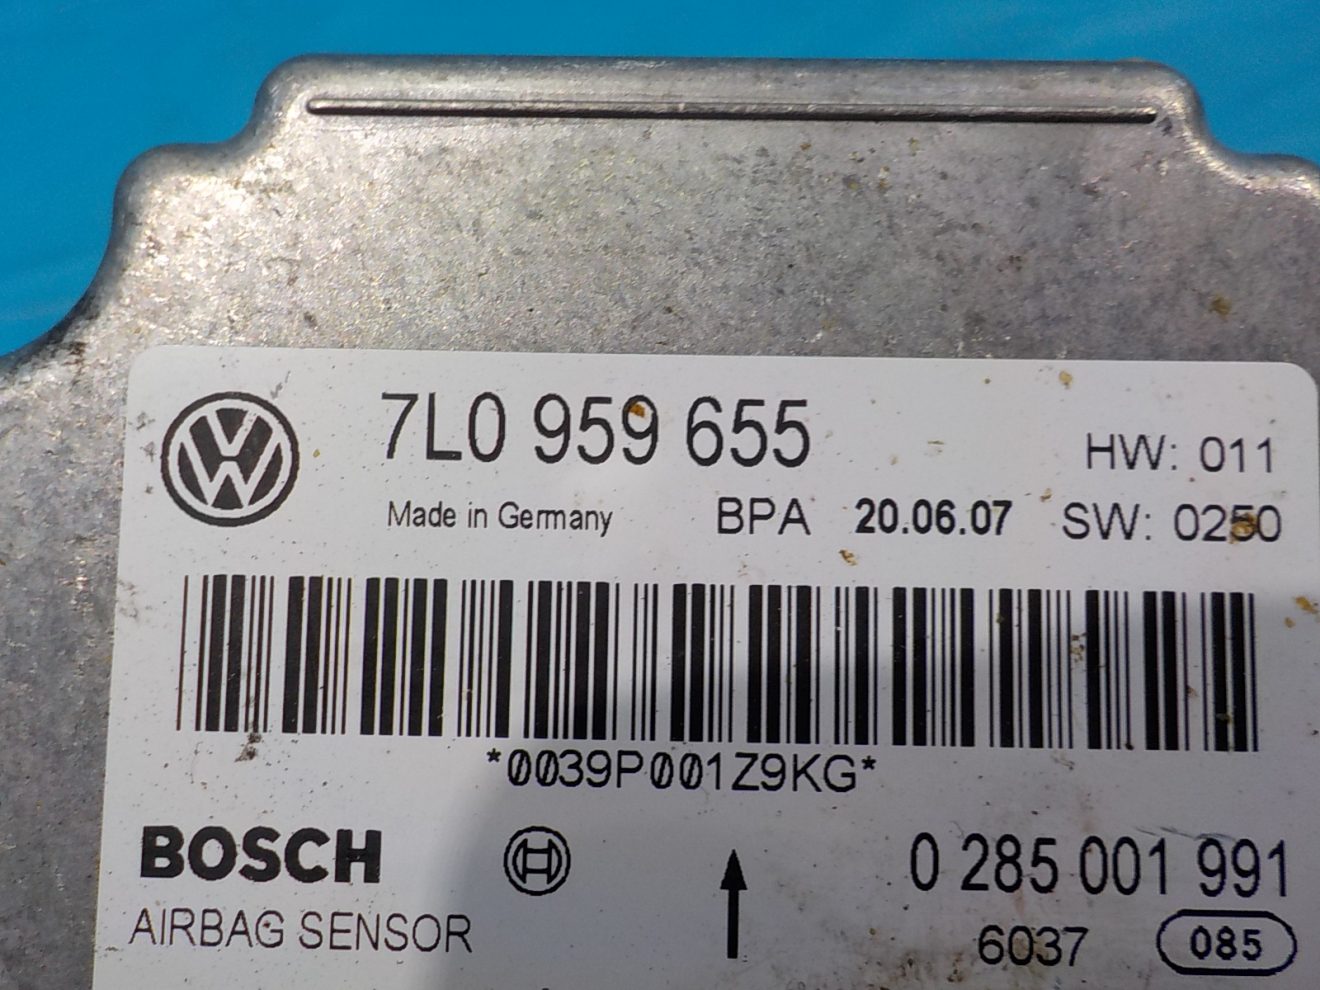 7L0 959 655
HW: 011
Made in Germany BPA 20.06.07 SW: 0250
*0039P001Z9KG*
BOSCH 0 285 001 991
AIRBAG SENSOR 6037 085